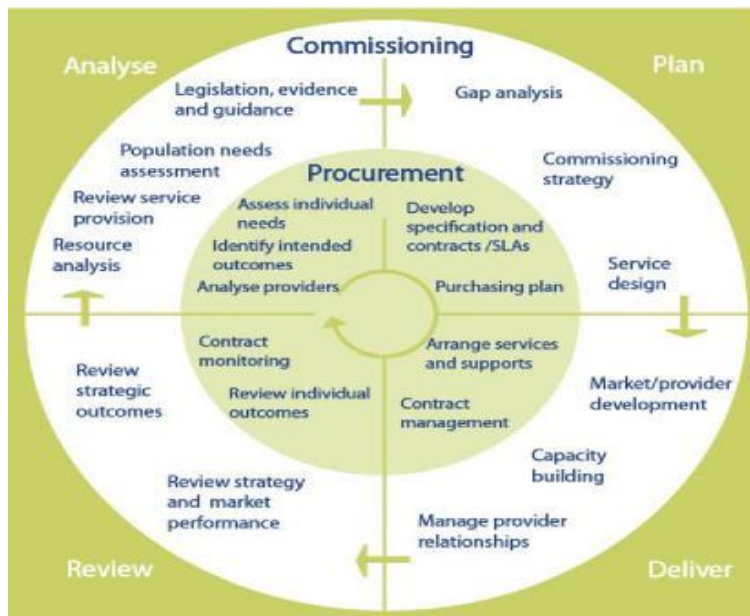 Commissioning
Analyse
Plan
Legislation, evidence
and guidance
Gap analysis
Population needs
assessment
Commissioning
strategy
Procurement
Review service
provision
Assess individual
needs
Develop
specification and
contracts /SLAs
Resource
analysis
Identify intended
outcomes
Service
design
Analyse providers
Purchasing plan
Contract
monitoring
Arrange services
and supports
Review
strategic
outcomes
Review individual
outcomes
Contract
management
Market/provider
development
Capacity
building
Review strategy
and market
performance
Manage provider
relationships
Review
Deliver